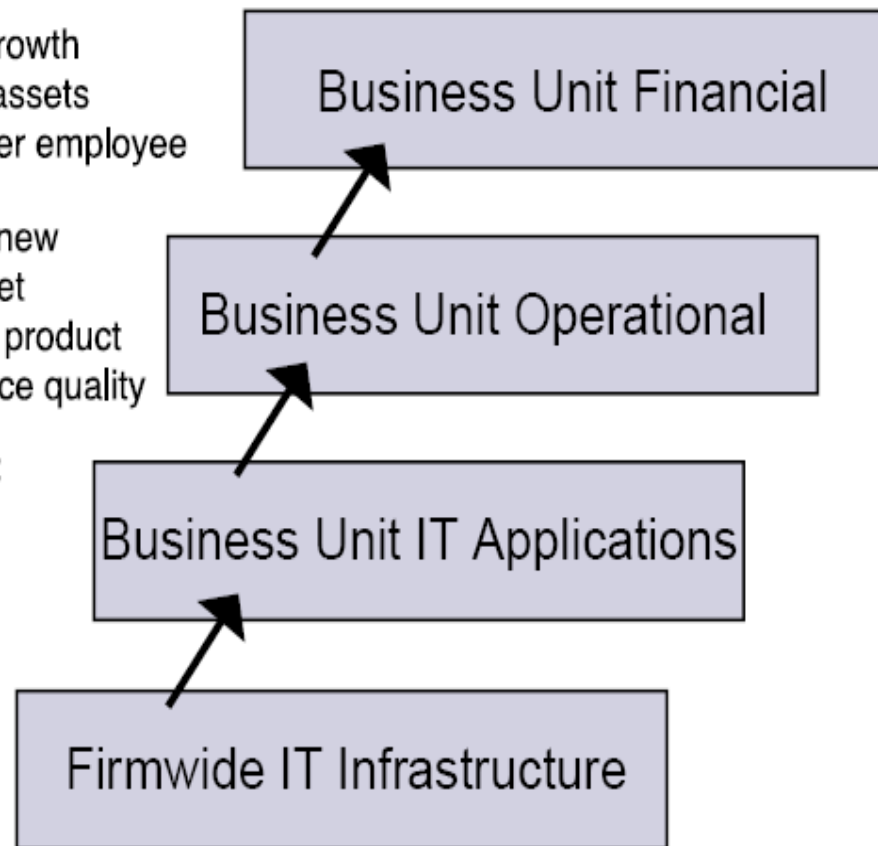 rowth
assets
er employee
Business Unit Financial
new
et
product
ce quality
Business Unit Operational
Business Unit IT Applications
Firmwide IT Infrastructure